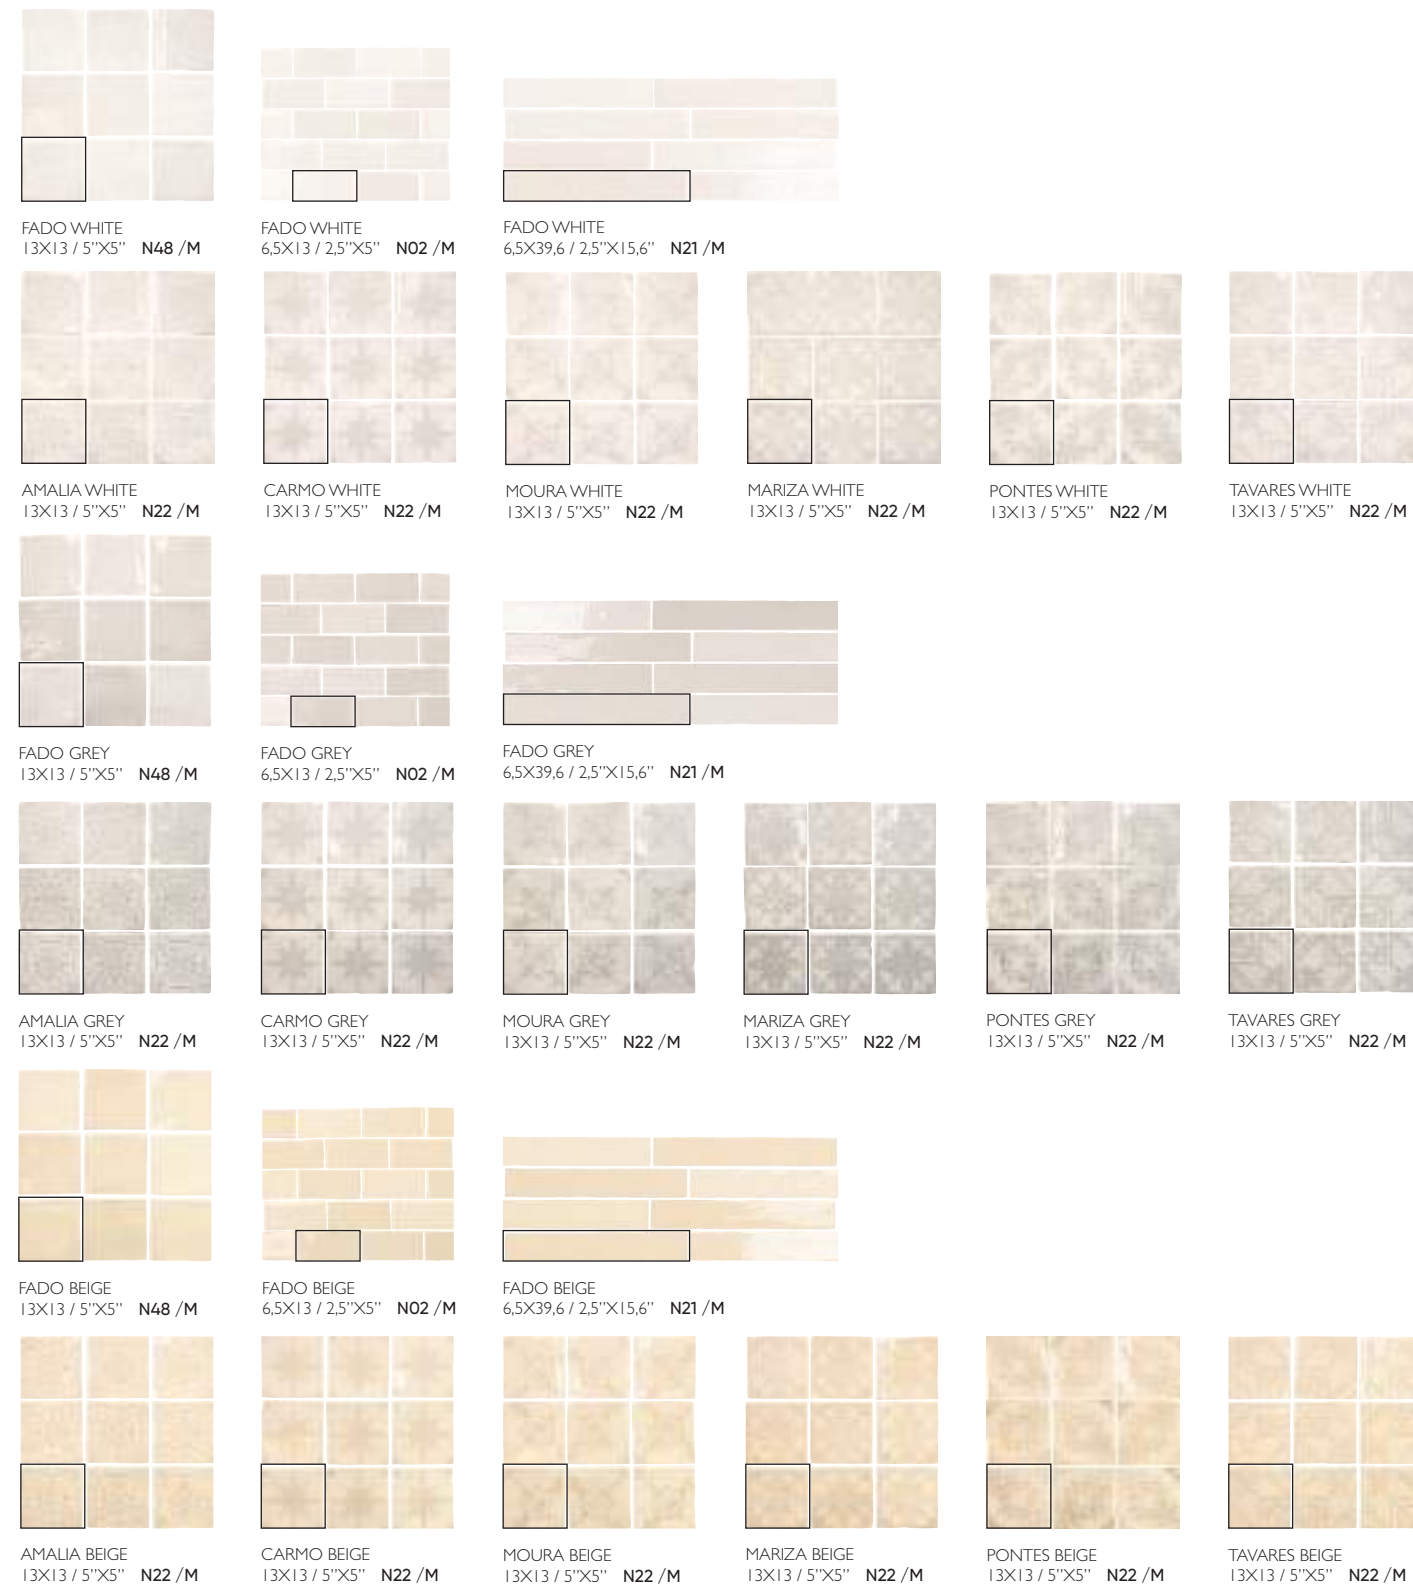 FADO WHITE
13X13 / 5”X5” N48 /M
FADO WHITE
6,5X13 / 2,5”X5” N02 /M
FADO WHITE
6,5X39,6 / 2,5”X15,6” N21 /M
AMALIA WHITE
13X13 / 5”X5” N22 /M
CARMO WHITE
13X13 / 5”X5” N22 /M
MOURA WHITE
13X13 / 5”X5” N22 /M
MARIZA WHITE
13X13 / 5”X5” N22 /M
PONTES WHITE
13X13 / 5”X5” N22 /M
TAVARES WHITE
13X13 / 5”X5” N22 /M
FADO GREY
13X13 / 5”X5” N48 /M
FADO GREY
6,5X13 / 2,5”X5” N02 /M
FADO GREY
6,5X39,6 / 2,5”X15,6” N21 /M
AMALIA GREY
13X13 / 5”X5” N22 /M
CARMO GREY
13X13 / 5”X5” N22 /M
MOURA GREY
13X13 / 5”X5” N22 /M
MARIZA GREY
13X13 / 5”X5” N22 /M
PONTES GREY
13X13 / 5”X5” N22 /M
TAVARES GREY
13X13 / 5”X5” N22 /M
FADO BEIGE
13X13 / 5”X5” N48 /M
FADO BEIGE
6,5X13 / 2,5”X5” N02 /M
FADO BEIGE
6,5X39,6 / 2,5”X15,6” N21 /M
AMALIA BEIGE
13X13 / 5”X5” N22 /M
CARMO BEIGE
13X13 / 5”X5” N22 /M
MOURA BEIGE
13X13 / 5”X5” N22 /M
MARIZA BEIGE
13X13 / 5”X5” N22 /M
PONTES BEIGE
13X13 / 5”X5” N22 /M
TAVARES BEIGE
13X13 / 5”X5” N22 /M